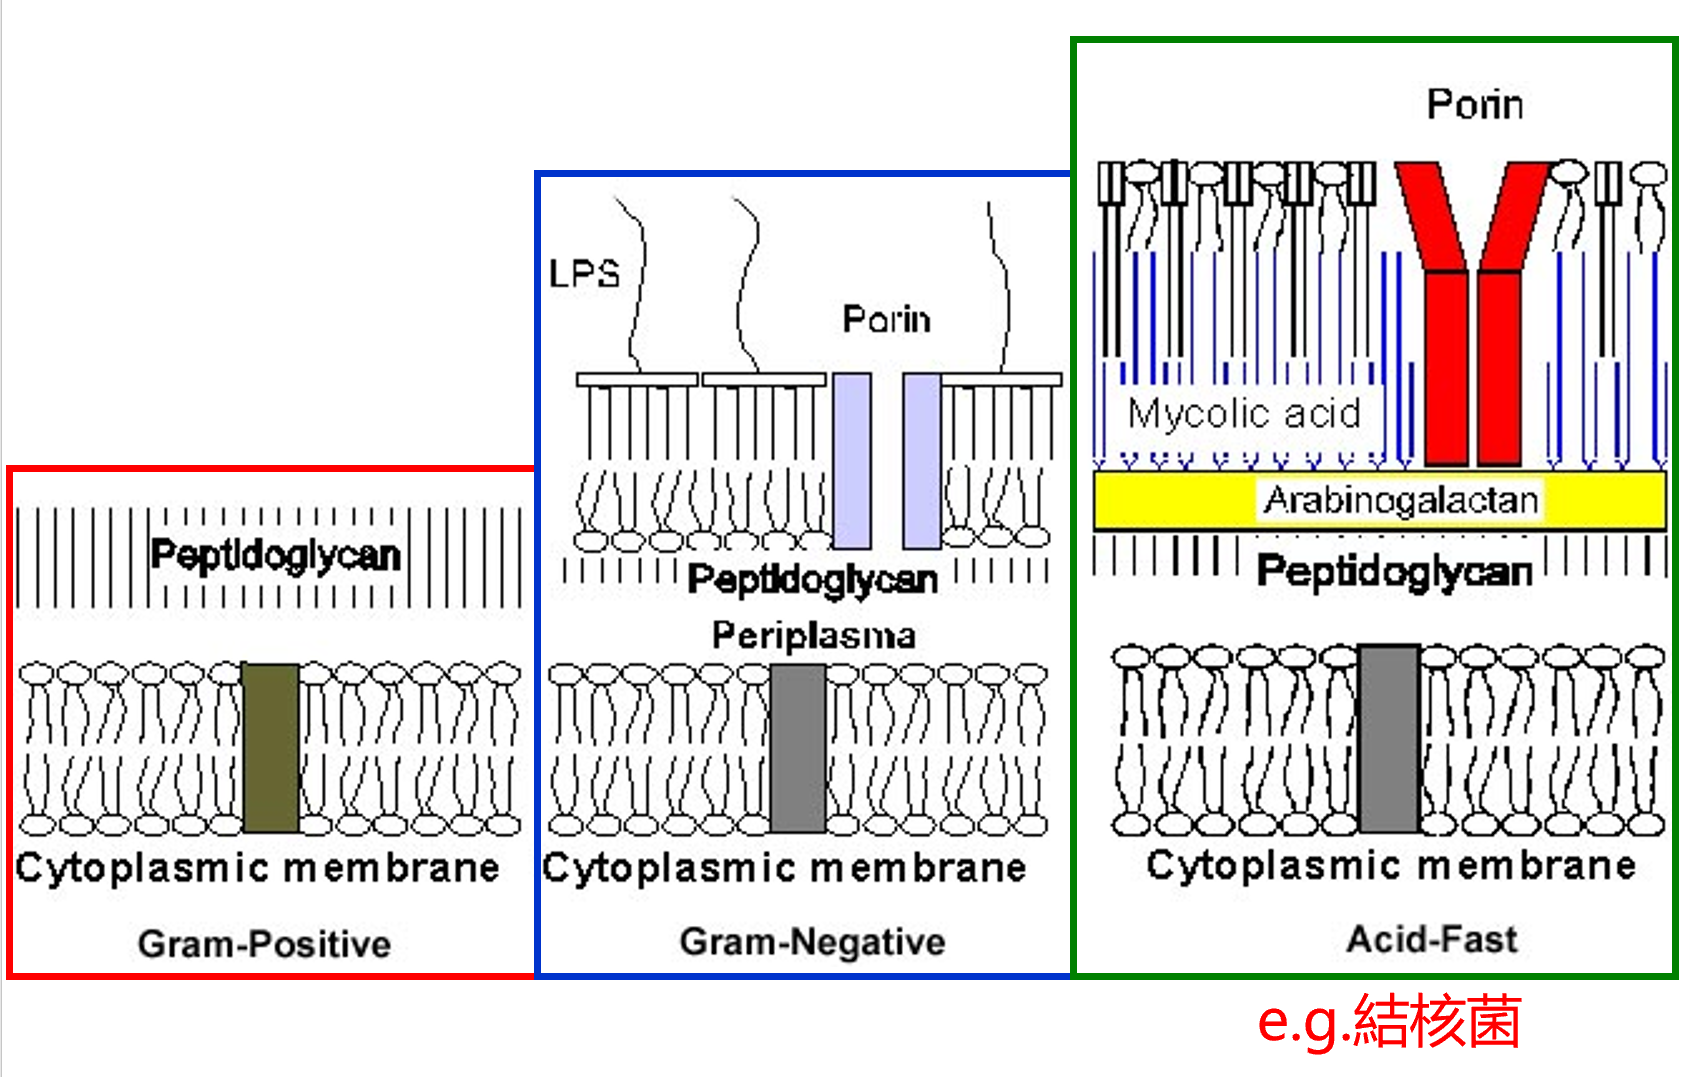 Peptidoglycan
Cytoplasmic membrane
Gram-Positive
LPS
Porin
Peptidoglycan
Periplasma
Cytoplasmic membrane
Gram-Negative
Porin
Mycolic acid
Arabinogalactan
Peptidoglycan
Cytoplasmic membrane
Acid-Fast
e.g.結核菌